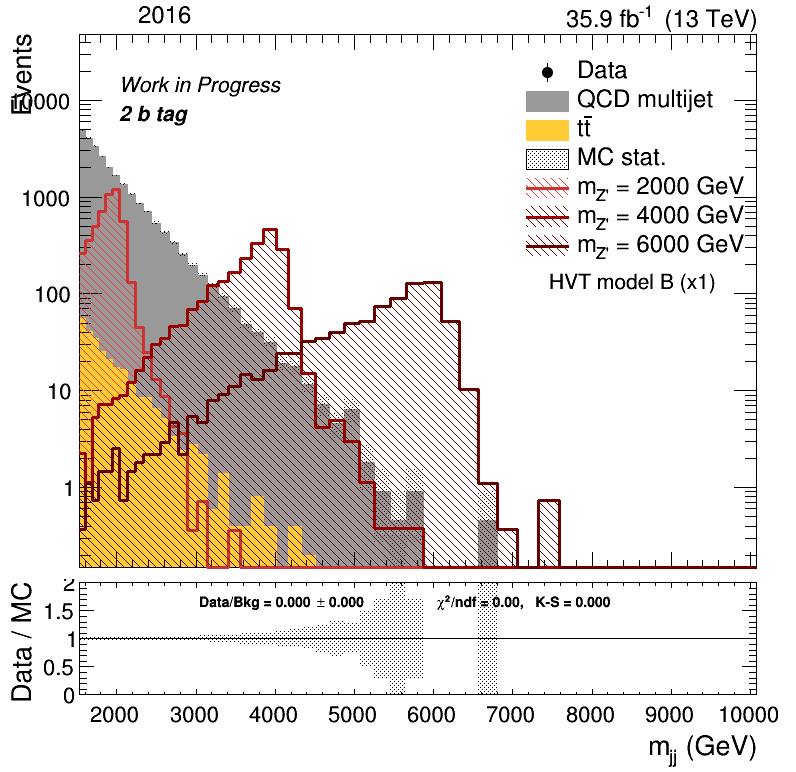 2016 35.9 fb⁻¹ (13 TeV)
Events
Work in Progress
2 b tag
Data
QCD multijet
tt̄
MC stat.
m_Z' = 2000 GeV
m_Z' = 4000 GeV
m_Z' = 6000 GeV
HVT model B (x1)
10000
1000
100
10
1
Data / MC
2
1.5
1
0.5
0
Data/Bkg = 0.000 ± 0.000 χ²/ndf = 0.00, K-S = 0.000
2000 3000 4000 5000 6000 7000 8000 9000 10000
m_jj (GeV)